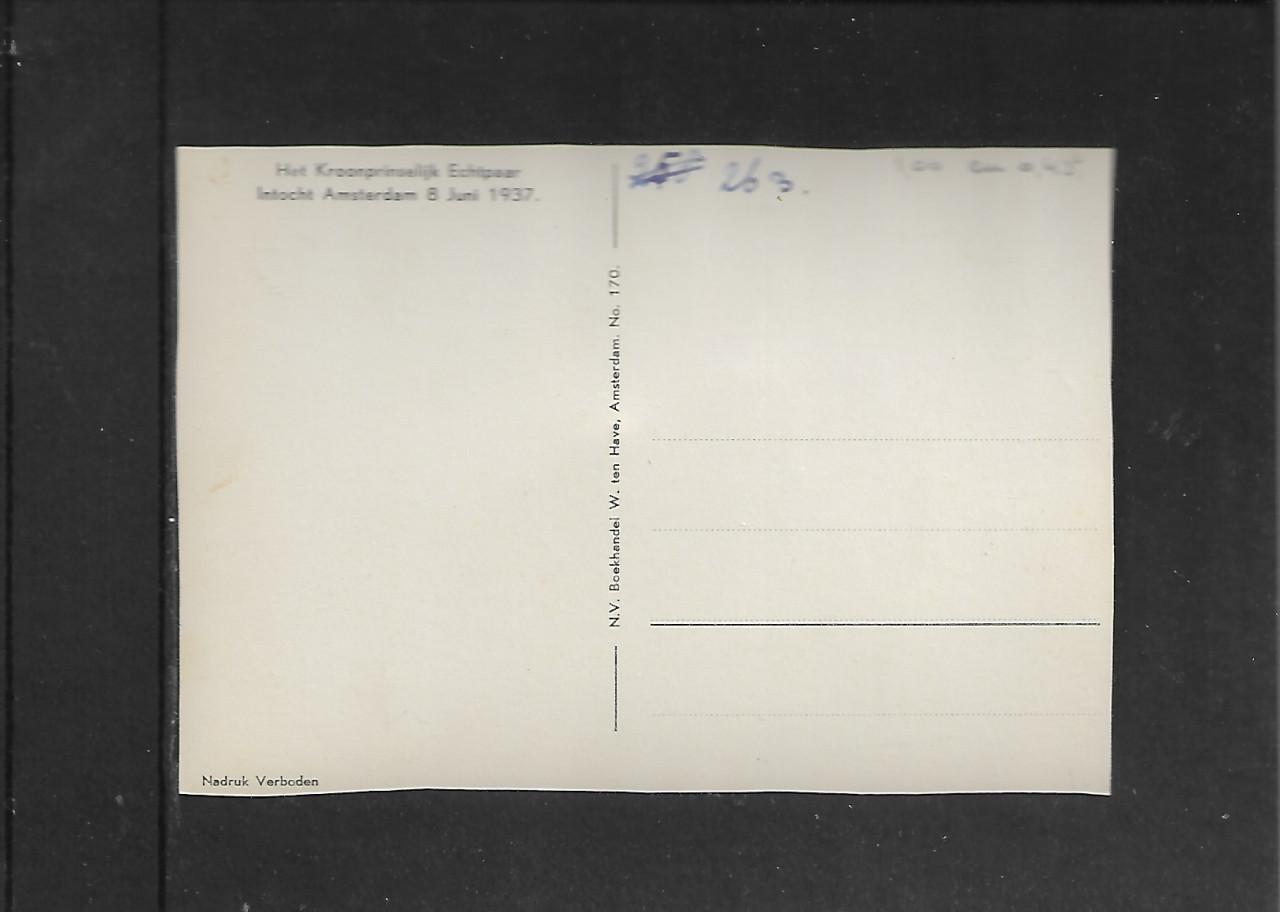 Het Kroonprinselijk Echtpaar
Intocht Amsterdam 8 Juni 1937.
N.V. Boekhandel W. ten Have, Amsterdam. No. 170.
263.
Nadruk Verboden